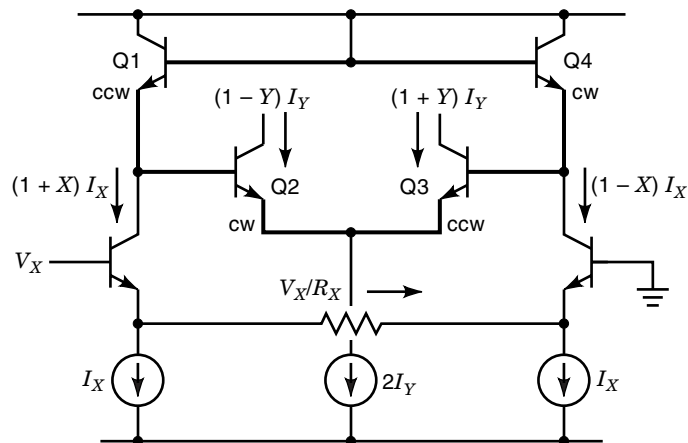 Q1
Q4
ccw
(1 – Y) I_Y
(1 + Y) I_Y
cw
(1 + X) I_X
Q2
Q3
(1 – X) I_X
cw
ccw
V_X
V_X/R_X
I_X
2I_Y
I_X